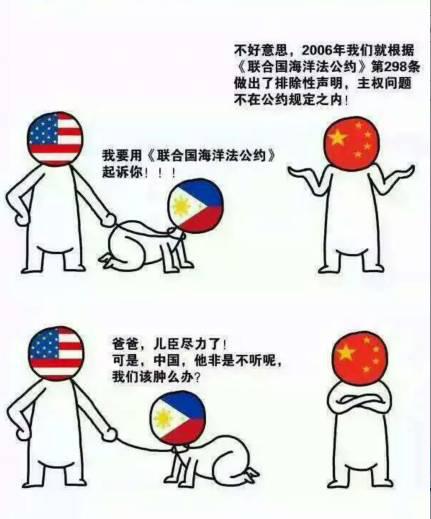 不好意思，2006年我们就根据
《联合国海洋法公约》第298条
做出了排除性声明，主权问题
不在公约规定之内！
我要用《联合国海洋法公约》
起诉你！！！
爸爸，儿臣尽力了！
可是，中国，他非是不听呢，
我们该肿么办？